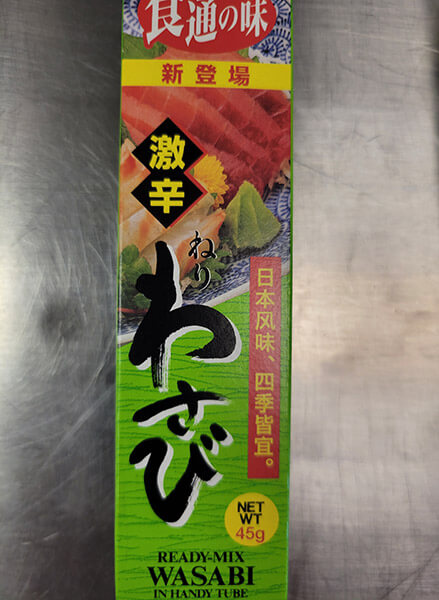 食通の味
新登場
激辛
ねり
わさび
日本风味、四季皆宜。
NET
WT
45g
READY-MIX
WASABI
IN HANDY TUBE